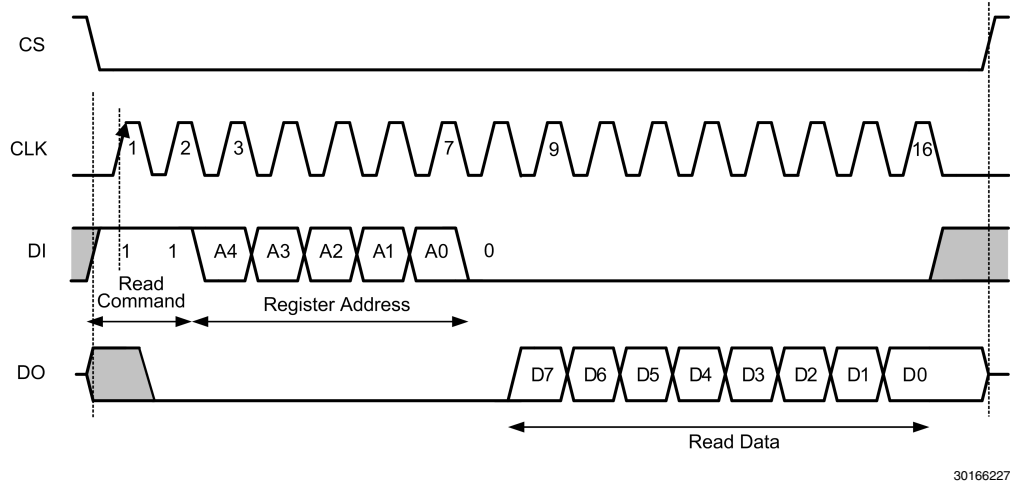 CS
CLK
1 2 3 7 9 16
DI
1 1 A4 A3 A2 A1 A0 0
Read
Command
Register Address
DO
D7 D6 D5 D4 D3 D2 D1 D0
Read Data
30166227